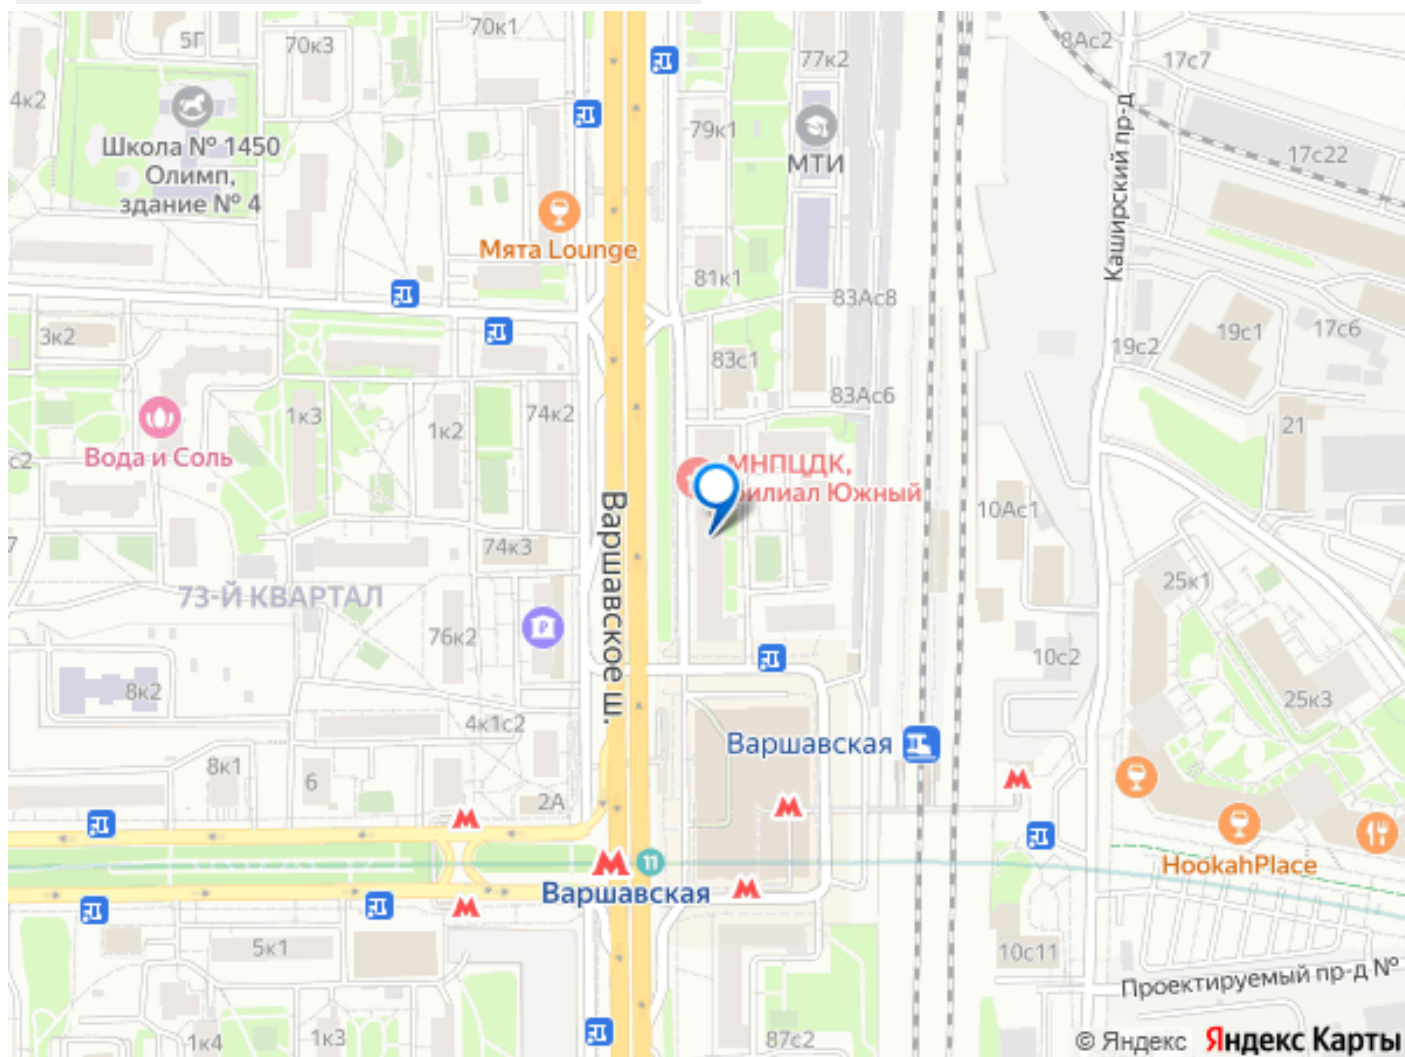 5Г
70к3
70к1
77к2
8Ас2
17с7
4к2
Школа № 1450
Олимп,
здание № 4
79к1
МТИ
17с22
Каширский пр-д
Мята Lounge
81к1
83Ас8
3к2
83с1
19с2
19с1
17с6
83Ас6
1к3
1к2
74к2
21
Вода и Соль
с2
МНПЦДК,
филиал Южный
Варшавское ш.
10Ас1
7
74к3
73-Й КВАРТАЛ
25к1
76к2
10с2
8к2
25к3
4к1с2
Варшавская
8к1
6
2А
11
Варшавская
HookahPlace
5к1
10с11
Проектируемый пр-д №
1к4
1к3
87с2
© Яндекс Яндекс Карты